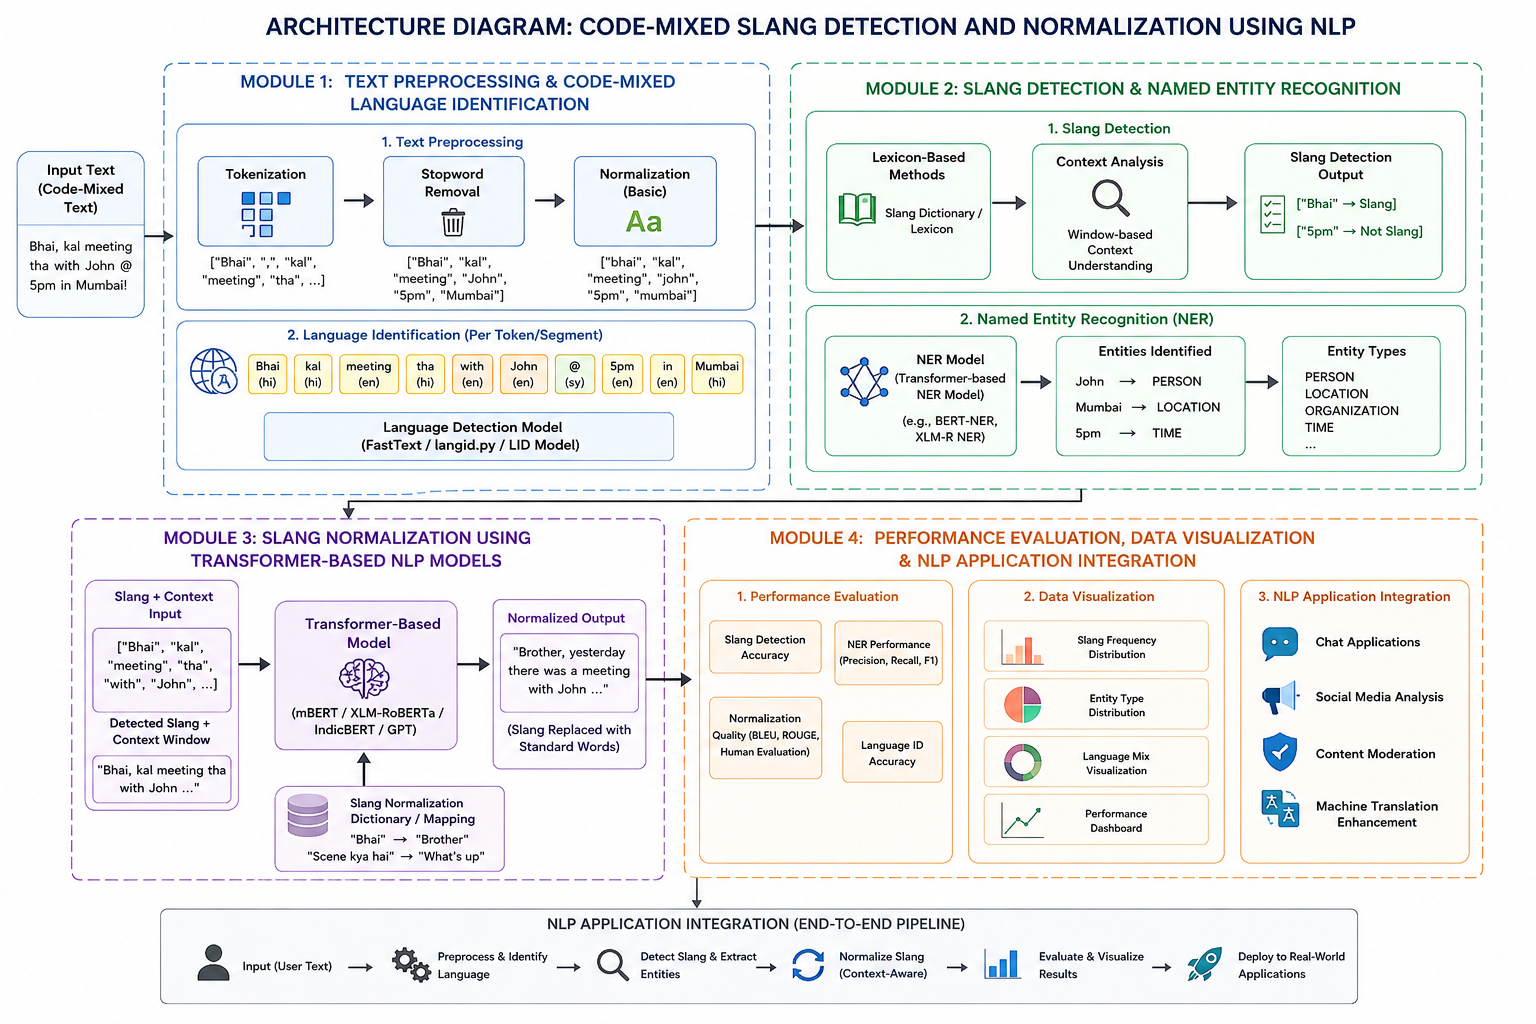 ARCHITECTURE DIAGRAM: CODE-MIXED SLANG DETECTION AND NORMALIZATION USING NLP
Input Text
(Code-Mixed
Text)
Bhai, kal meeting
tha with John @
5pm in Mumbai!
MODULE 1: TEXT PREPROCESSING & CODE-MIXED
LANGUAGE IDENTIFICATION
1. Text Preprocessing
Tokenization
["Bhai", ",", "kal",
"meeting", "tha", ...]
Stopword
Removal
["Bhai", "kal",
"meeting", "John",
"5pm", "Mumbai"]
Normalization
(Basic)
Aa
["bhai", "kal",
"meeting", "john",
"5pm", "mumbai"]
2. Language Identification (Per Token/Segment)
A
Bhai
(hi)
kal
(hi)
meeting
(en)
tha
(hi)
with
(en)
John
(en)
@
(sy)
5pm
(en)
in
(en)
Mumbai
(hi)
Language Detection Model
(FastText / langid.py / LID Model)
MODULE 2: SLANG DETECTION & NAMED ENTITY RECOGNITION
1. Slang Detection
Lexicon-Based
Methods
Slang Dictionary /
Lexicon
Context Analysis
Window-based
Context
Understanding
Slang Detection
Output
["Bhai" → Slang]
["5pm" → Not Slang]
2. Named Entity Recognition (NER)
NER Model
(Transformer-based
NER Model)
(e.g., BERT-NER,
XLM-R NER)
Entities Identified
John → PERSON
Mumbai → LOCATION
5pm → TIME
Entity Types
PERSON
LOCATION
ORGANIZATION
TIME
...
MODULE 3: SLANG NORMALIZATION USING
TRANSFORMER-BASED NLP MODELS
Slang + Context
Input
["Bhai", "kal",
"meeting", "tha",
"with", "John", ...]
Detected Slang +
Context Window
"Bhai, kal meeting tha
with John ..."
Transformer-Based
Model
(mBERT / XLM-RoBERTa /
IndicBERT / GPT)
Slang Normalization
Dictionary / Mapping
"Bhai" → "Brother"
"Scene kya hai" → "What's up"
Normalized Output
"Brother, yesterday
there was a meeting
with John ..."
(Slang Replaced with
Standard Words)
MODULE 4: PERFORMANCE EVALUATION, DATA VISUALIZATION
& NLP APPLICATION INTEGRATION
1. Performance Evaluation
Slang Detection
Accuracy
NER Performance
(Precision, Recall, F1)
Normalization
Quality (BLEU, ROUGE,
Human Evaluation)
Language ID
Accuracy
2. Data Visualization
Slang Frequency
Distribution
Entity Type
Distribution
Language Mix
Visualization
Performance
Dashboard
3. NLP Application Integration
Chat Applications
Social Media Analysis
Content Moderation
Machine Translation
Enhancement
NLP APPLICATION INTEGRATION (END-TO-END PIPELINE)
Input (User Text)
Preprocess & Identify
Language
Detect Slang & Extract
Entities
Normalize Slang
(Context-Aware)
Evaluate & Visualize
Results
Deploy to Real-World
Applications